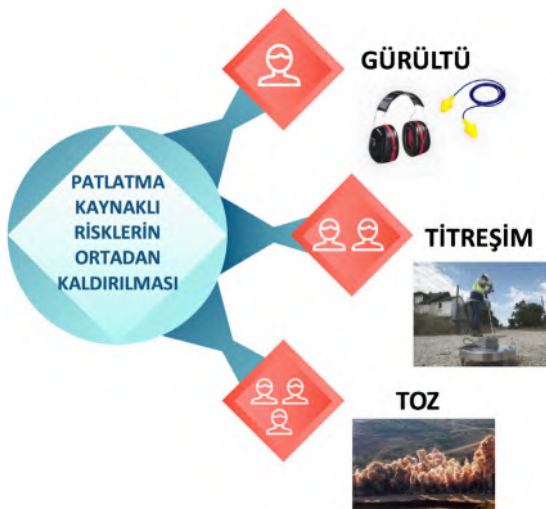 GÜRÜLTÜ
PATLATMA
KAYNAKLI
RİSKLERİN
ORTADAN
KALDIRILMASI
TİTREŞİM
TOZ